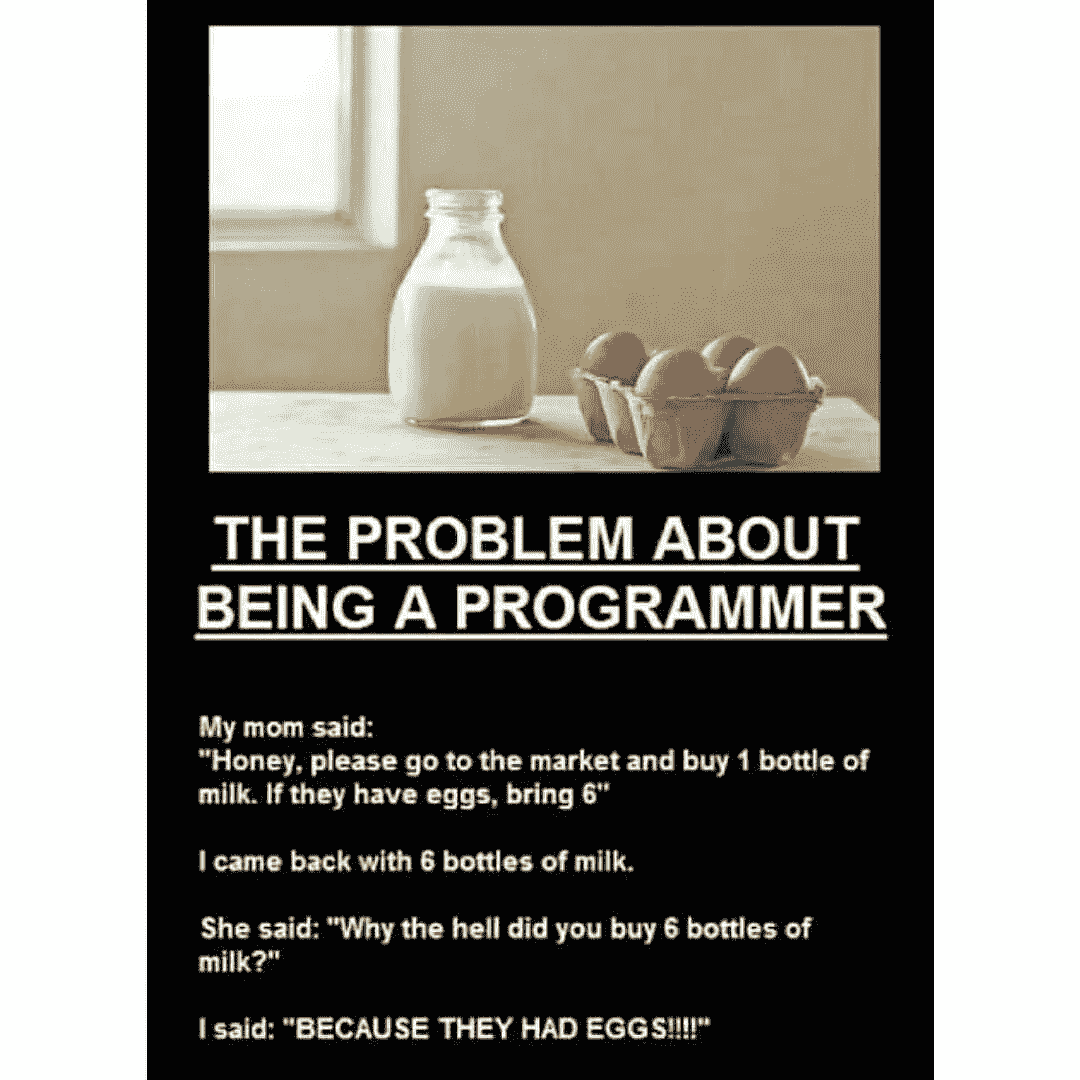 THE PROBLEM ABOUT
BEING A PROGRAMMER
My mom said:
"Honey, please go to the market and buy 1 bottle of
milk. If they have eggs, bring 6"
I came back with 6 bottles of milk.
She said: "Why the hell did you buy 6 bottles of
milk?"
I said: "BECAUSE THEY HAD EGGS!!!!"